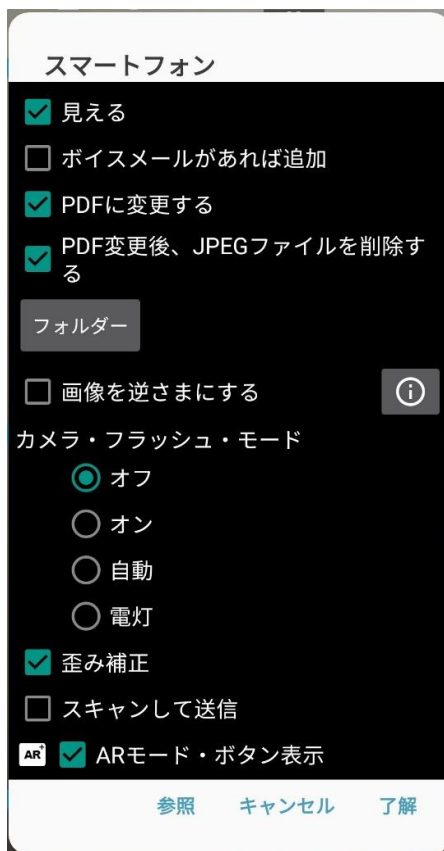 スマートフォン
見える
ボイスメールがあれば追加
PDFに変更する
PDF変更後、JPEGファイルを削除す
る
フォルダー
画像を逆さまにする
カメラ・フラッシュ・モード
オフ
オン
自動
電灯
歪み補正
スキャンして送信
AR+ ARモード・ボタン表示
参照 キャンセル 了解